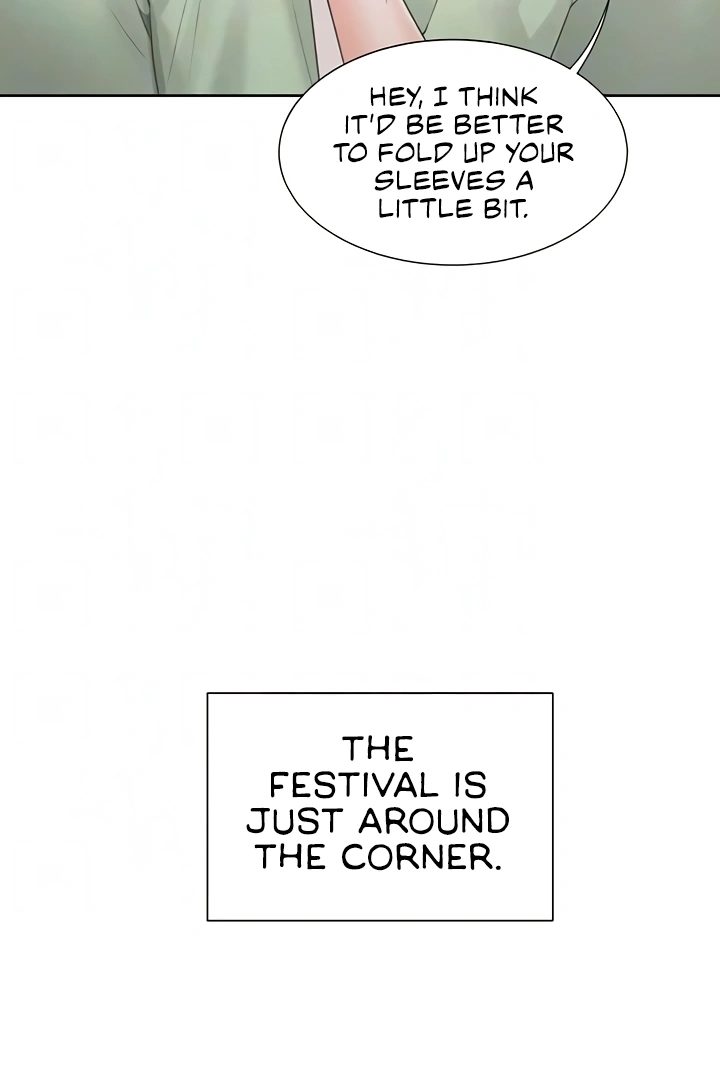 HEY, I THINK
IT'D BE BETTER
TO FOLD UP YOUR
SLEEVES A
LITTLE BIT.
THE
FESTIVAL IS
JUST AROUND
THE CORNER.